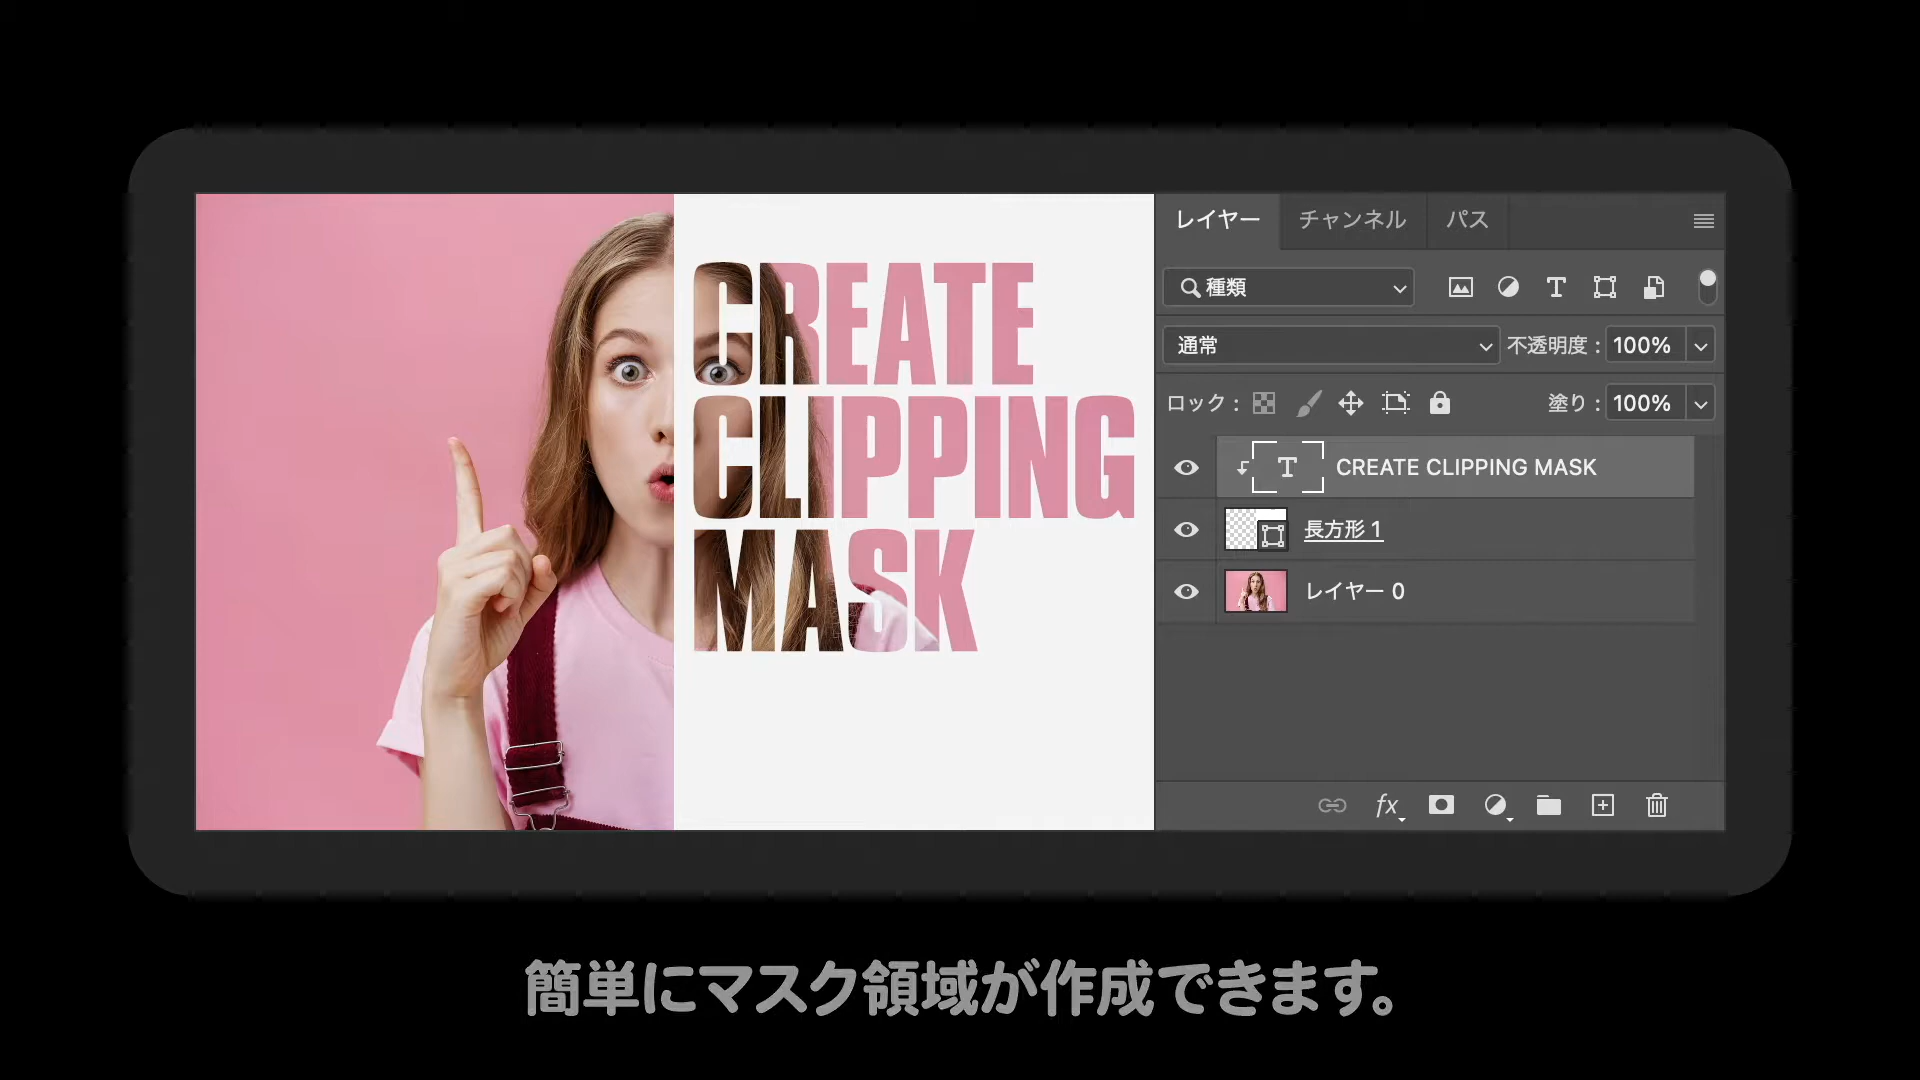 CREATE
CLIPPING
MASK
レイヤー チャンネル パス
種類
通常 不透明度 : 100%
ロック : 塗り : 100%
CREATE CLIPPING MASK
長方形 1
レイヤー 0
fx
簡単にマスク領域が作成できます。